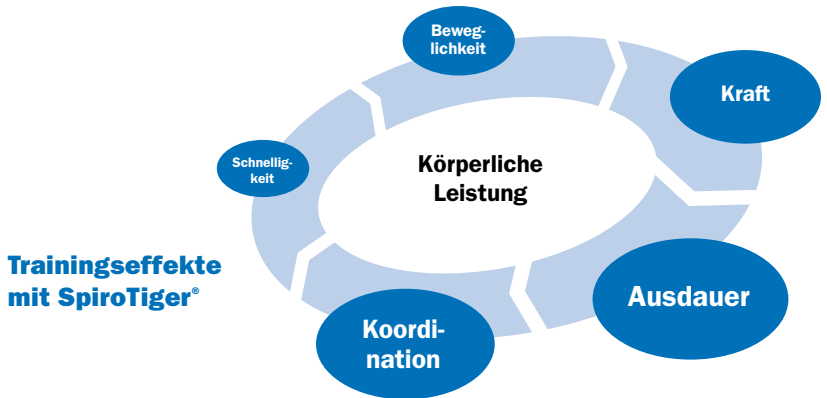 Beweg-
lichkeit
Kraft
Schnellig-
keit
Körperliche
Leistung
Trainingseffekte
mit SpiroTiger®
Ausdauer
Koordi-
nation